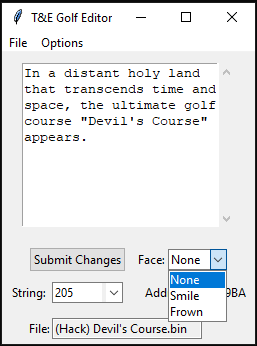 T&E Golf Editor
File Options
In a distant holy land
that transcends time and
space, the ultimate golf
course "Devil's Course"
appears.
Submit Changes Face: None
None
Smile
Frown
String: 205 Add 9BA
File: (Hack) Devil's Course.bin